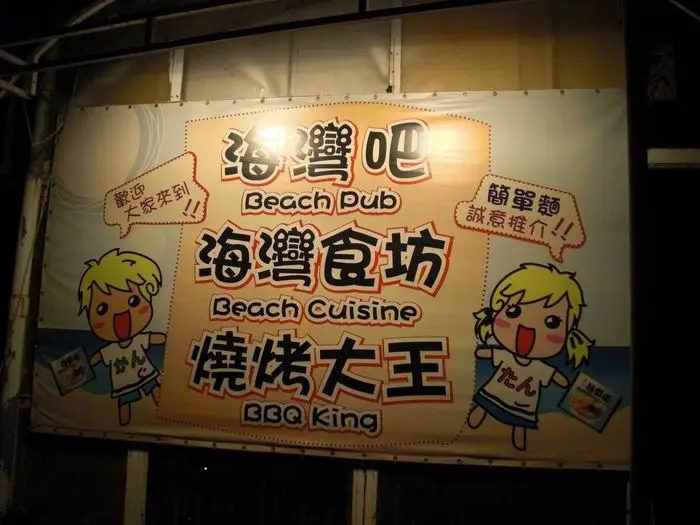 海灣吧
Beach Pub
歡迎
大家來到!!
簡單麵
誠意推介!!
海灣食坊
Beach Cuisine
燒烤大王
BBQ King
かんじ
たん